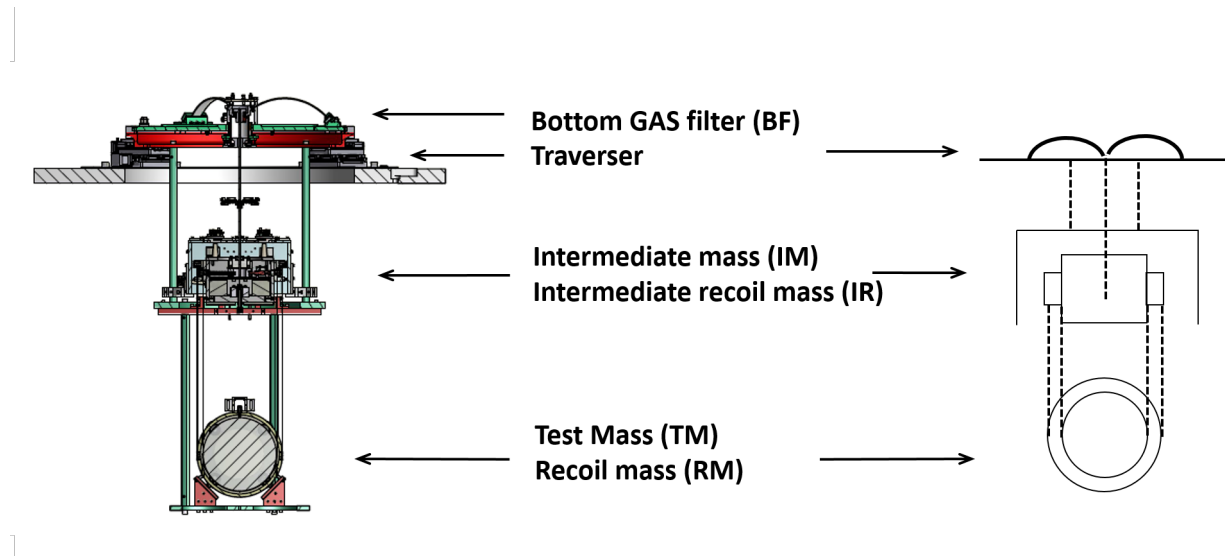 Bottom GAS filter (BF)
Traverser
Intermediate mass (IM)
Intermediate recoil mass (IR)
Test Mass (TM)
Recoil mass (RM)